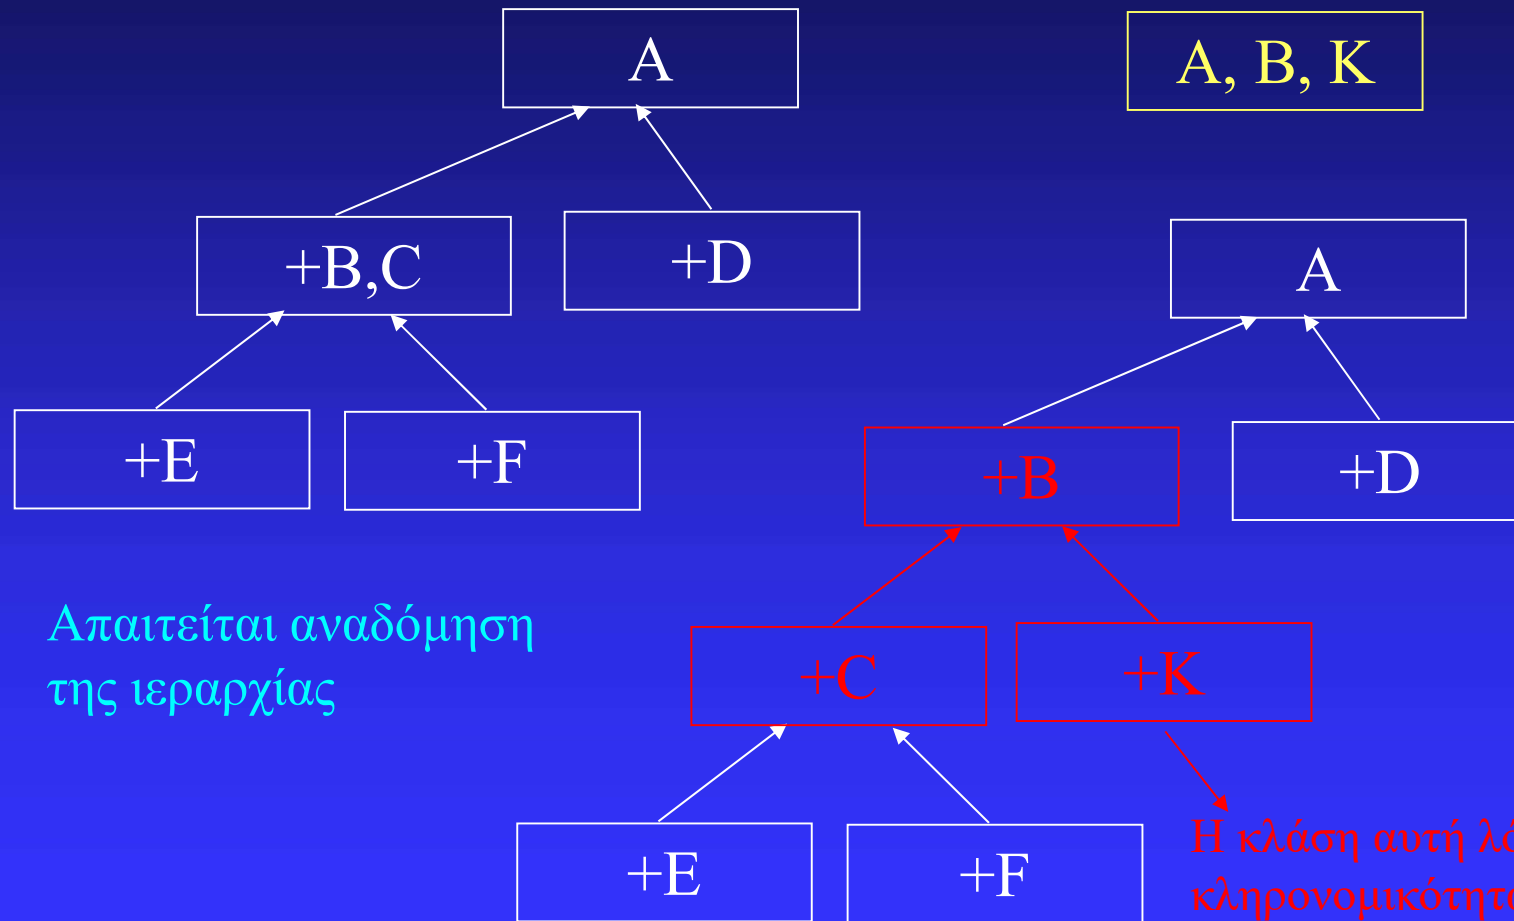 A
A, B, K
+B,C
+D
A
+E
+F
+B
+D
Απαιτείται αναδόμηση
της ιεραρχίας
+C
+K
+E
+F
Η κλάση αυτή